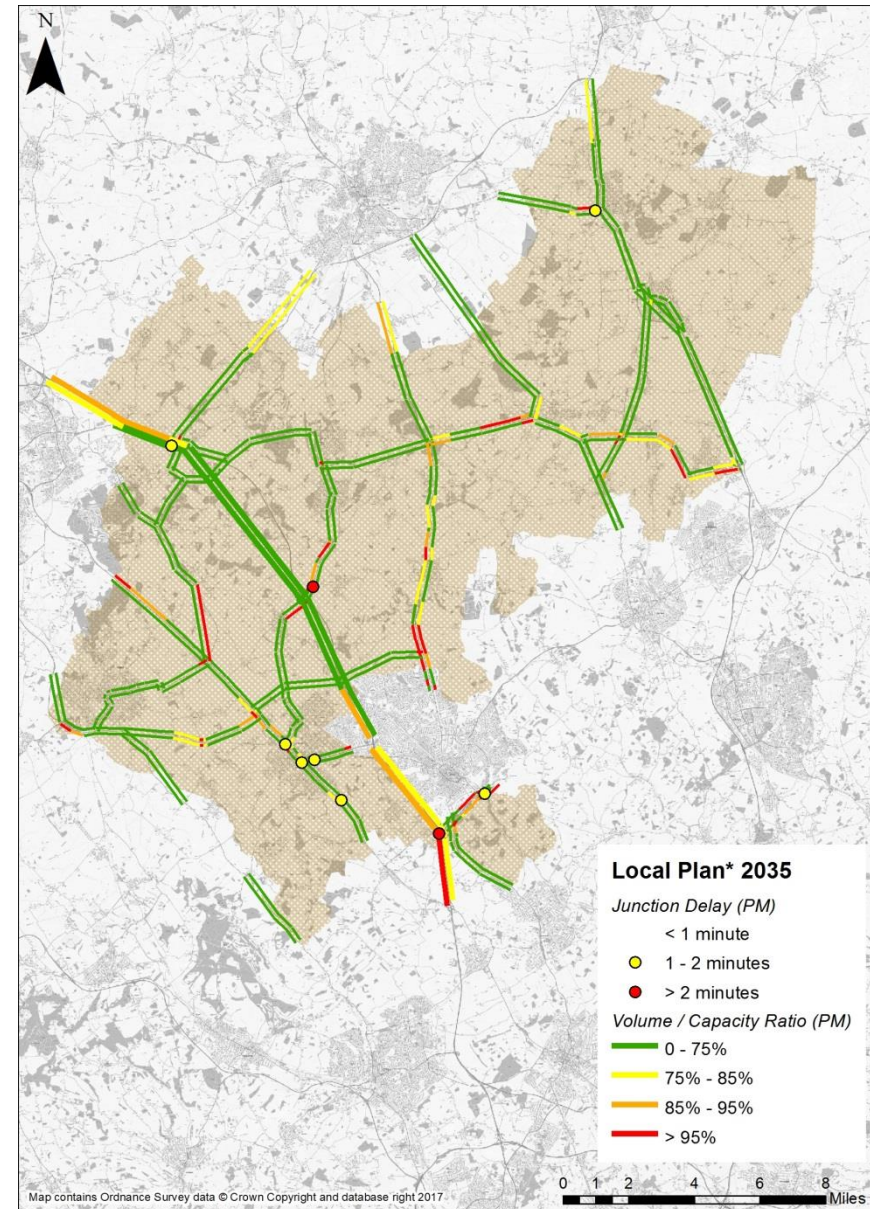 N
Local Plan* 2035
Junction Delay (PM)
< 1 minute
1 - 2 minutes
> 2 minutes
Volume / Capacity Ratio (PM)
0 - 75%
75% - 85%
85% - 95%
> 95%
0 1 2 4 6 8
Miles
Map contains Ordnance Survey data © Crown Copyright and database right 2017